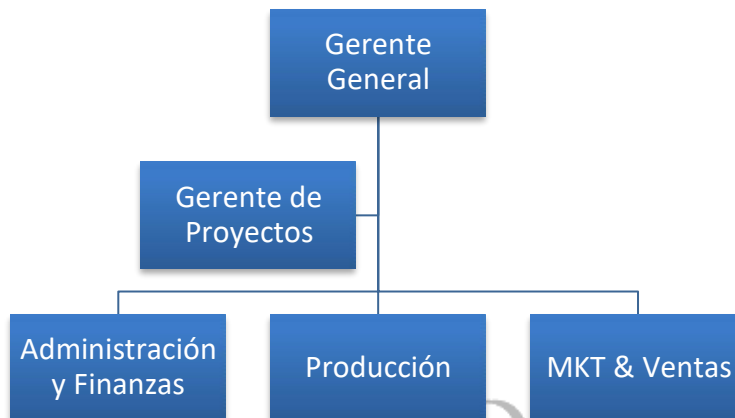 Gerente
General
Gerente de
Proyectos
Administración
y Finanzas
Producción
MKT & Ventas